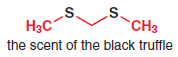 S S
H₃C CH₃
the scent of the black truffle